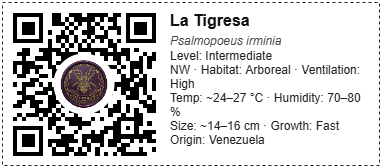 La Tigresa
Psalmopoeus irminia
Level: Intermediate
NW · Habitat: Arboreal · Ventilation:
High
Temp: ~24–27 °C · Humidity: 70–80
%
Size: ~14–16 cm · Growth: Fast
Origin: Venezuela